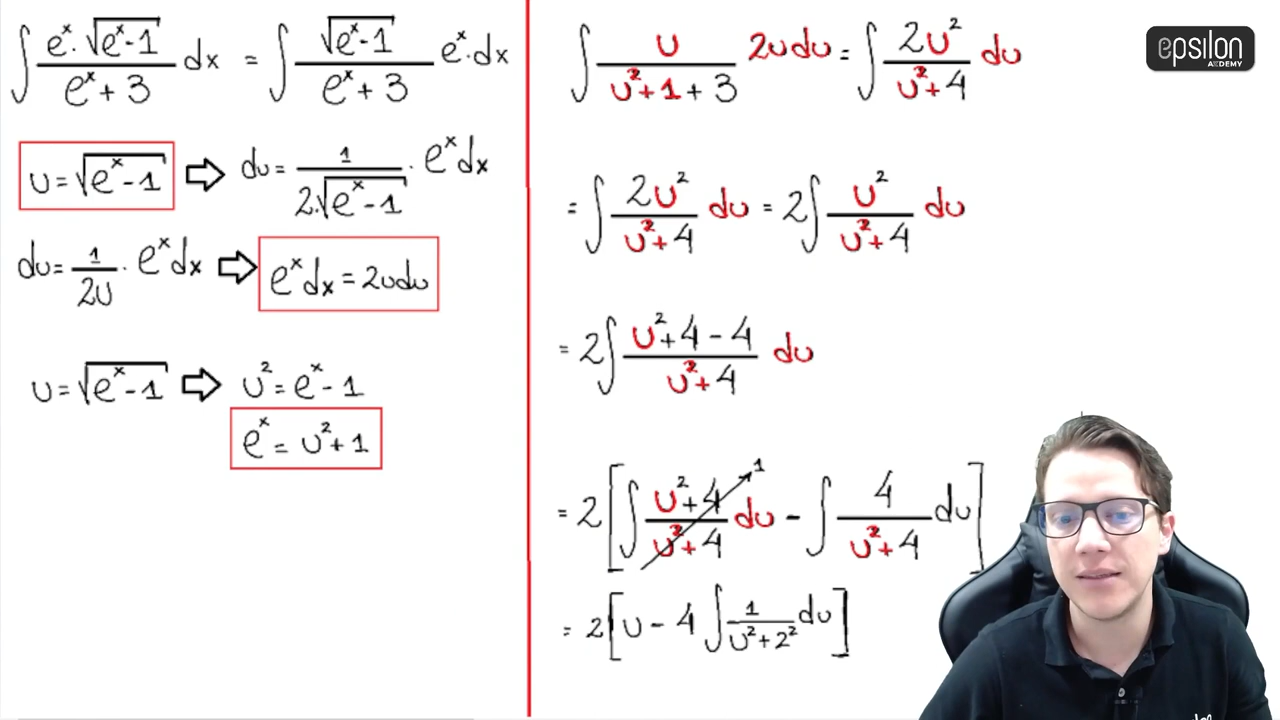 ∫ eˣ·√(eˣ-1) / (eˣ+3) dx = ∫ √(eˣ-1) / (eˣ+3) eˣ·dx
u = √(eˣ-1) ⇨ du = 1 / (2·√(eˣ-1)) · eˣdx
du = 1/(2u) · eˣdx ⇨ eˣdx = 2udu
u = √(eˣ-1) ⇨ u² = eˣ-1
eˣ = u²+1
∫ u / (u²+1+3) 2udu = ∫ 2u² / (u²+4) du
= ∫ 2u² / (u²+4) du = 2∫ u² / (u²+4) du
= 2∫ (u²+4-4) / (u²+4) du
= 2[∫ (u²+4) / (u²+4) du - ∫ 4 / (u²+4) du]
1
= 2[u - 4∫ 1 / (u²+2²) du]
epsilon
AXDEMY